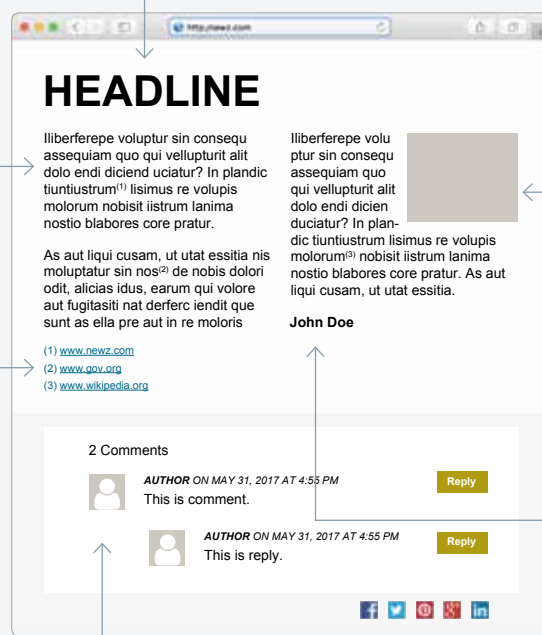 http://newz.com
HEADLINE
Iliberferepe voluptur sin consequ
assequiam quo qui vellupturit alit
dolo endi diciend uciatur? In plandic
tiuntiustrum(1) lisimus re volupis
molorum nobisit iistrum lanima
nostio blabores core pratur.
As aut liqui cusam, ut utat essitia nis
moluptatur sin nos(2) de nobis dolori
odit, alicias idus, earum qui volore
aut fugitasiti nat derferc iendit que
sunt as ella pre aut in re moloris
(1) www.newz.com
(2) www.gov.org
(3) www.wikipedia.org
Iliberferepe volu
ptur sin consequ
assequiam quo
qui vellupturit alit
dolo endi dicien
duciatur? In plan-
dic tiuntiustrum lisimus re volupis
molorum(3) nobisit iistrum lanima
nostio blabores core pratur. As aut
liqui cusam, ut utat essitia.
John Doe
2 Comments
AUTHOR ON MAY 31, 2017 AT 4:55 PM
Reply
This is comment.
AUTHOR ON MAY 31, 2017 AT 4:55 PM
Reply
This is reply.